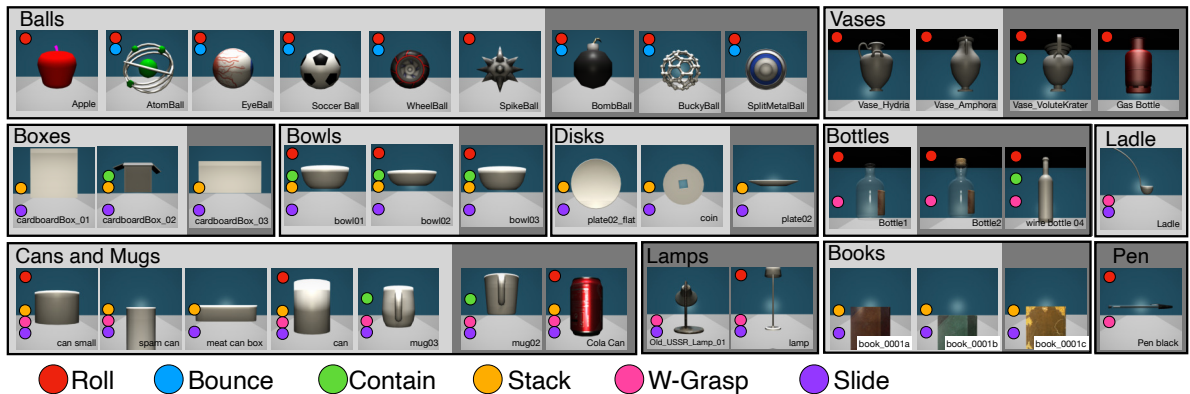 Balls
Apple
AtomBall
EyeBall
Soccer Ball
WheelBall
SpikeBall
BombBall
BuckyBall
SplitMetalBall
Vases
Vase_Hydria
Vase_Amphora
Vase_VoluteKrater
Gas Bottle
Boxes
cardboardBox_01
cardboardBox_02
cardboardBox_03
Bowls
bowl01
bowl02
bowl03
Disks
plate02_flat
coin
plate02
Bottles
Bottle1
Bottle2
wine bottle 04
Ladle
Ladle
Cans and Mugs
can small
spam can
meat can box
can
mug03
mug02
Cola Can
Lamps
Old_USSR_Lamp_01
lamp
Books
book_0001a
book_0001b
book_0001c
Pen
Pen black
Roll
Bounce
Contain
Stack
W-Grasp
Slide